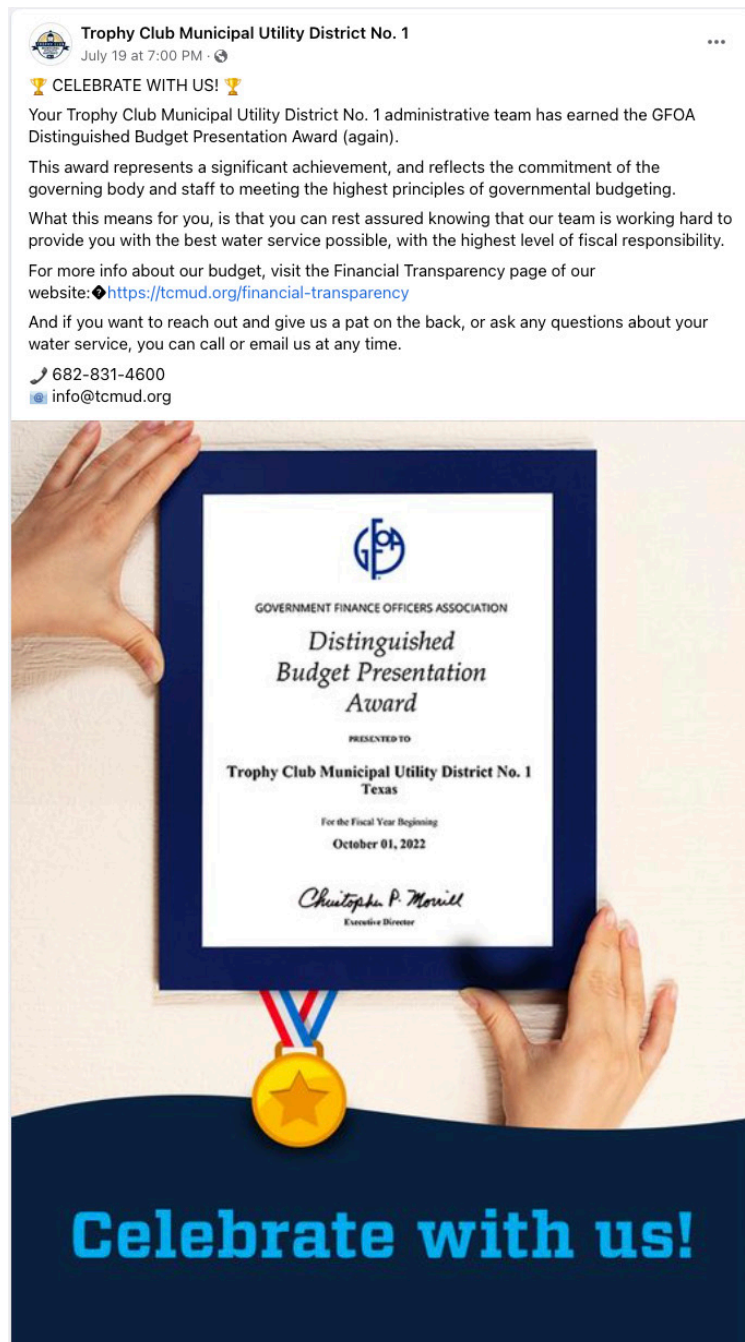 Trophy Club Municipal Utility District No. 1
July 19 at 7:00 PM ·
🏆 CELEBRATE WITH US! 🏆
Your Trophy Club Municipal Utility District No. 1 administrative team has earned the GFOA
Distinguished Budget Presentation Award (again).
This award represents a significant achievement, and reflects the commitment of the
governing body and staff to meeting the highest principles of governmental budgeting.
What this means for you, is that you can rest assured knowing that our team is working hard to
provide you with the best water service possible, with the highest level of fiscal responsibility.
For more info about our budget, visit the Financial Transparency page of our
website:�https://tcmud.org/financial-transparency
And if you want to reach out and give us a pat on the back, or ask any questions about your
water service, you can call or email us at any time.
682-831-4600
info@tcmud.org
GFOA
GOVERNMENT FINANCE OFFICERS ASSOCIATION
Distinguished
Budget Presentation
Award
PRESENTED TO
Trophy Club Municipal Utility District No. 1
Texas
For the Fiscal Year Beginning
October 01, 2022
Christopher P. Morrill
Executive Director
Celebrate with us!